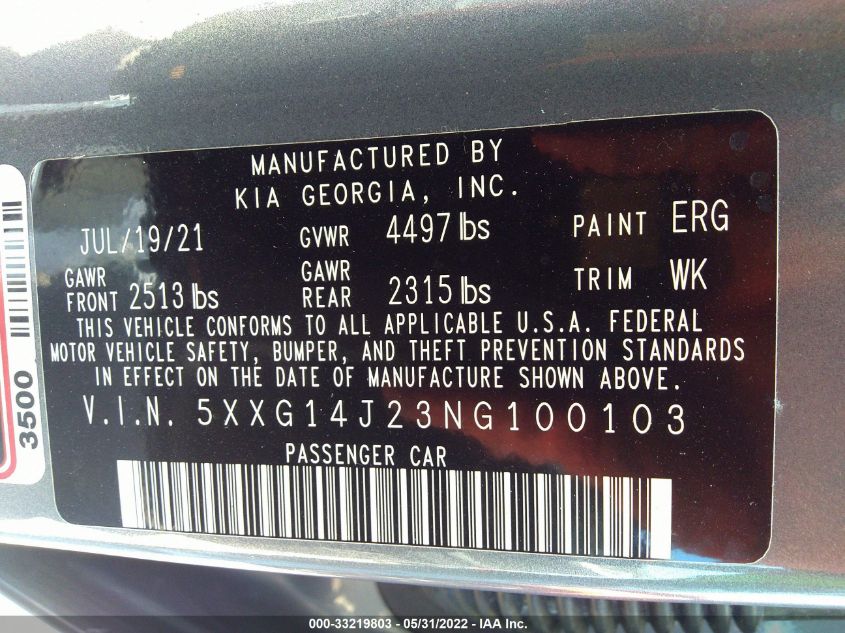 MANUFACTURED BY
KIA GEORGIA, INC.
JUL/19/21 GVWR 4497 lbs PAINT ERG
GAWR FRONT 2513 lbs GAWR REAR 2315 lbs TRIM WK
THIS VEHICLE CONFORMS TO ALL APPLICABLE U.S.A. FEDERAL
MOTOR VEHICLE SAFETY, BUMPER, AND THEFT PREVENTION STANDARDS
IN EFFECT ON THE DATE OF MANUFACTURE SHOWN ABOVE.
V.I.N. 5XXG14J23NG100103
PASSENGER CAR
3500
000-33219803 - 05/31/2022 - IAA Inc.